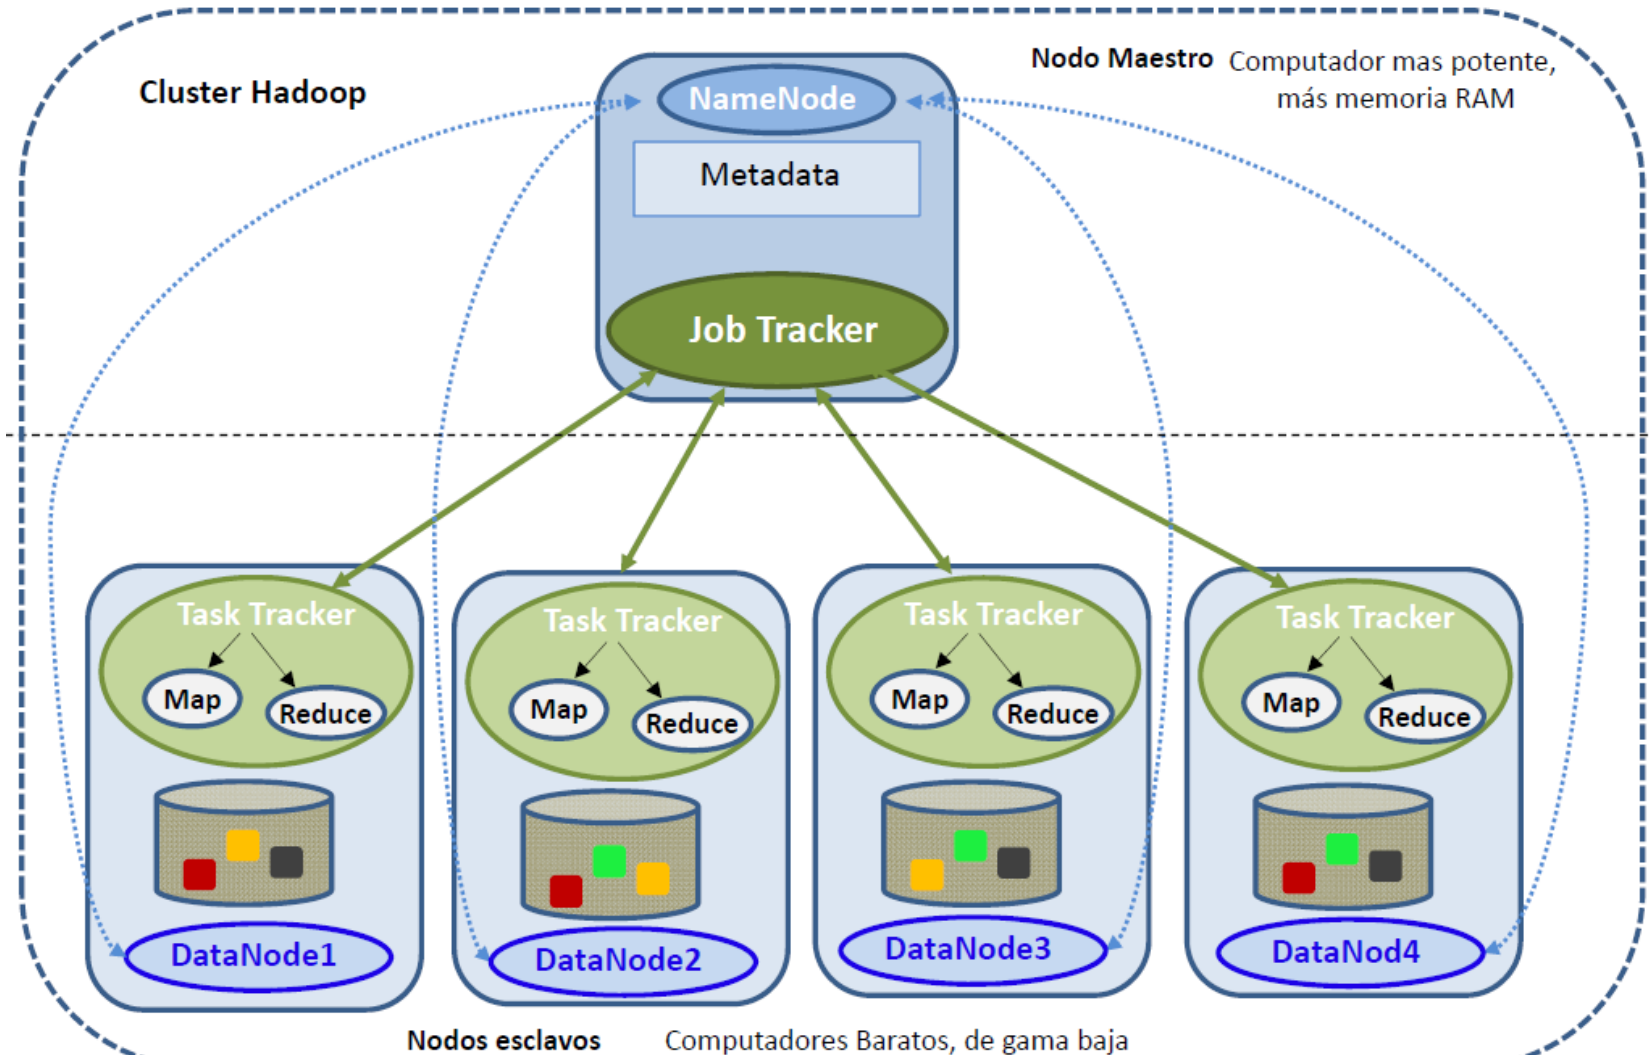 Cluster Hadoop
NameNode
Nodo Maestro Computador mas potente,
más memoria RAM
Metadata
Job Tracker
Task Tracker
Map
Reduce
DataNode1
Task Tracker
Map
Reduce
DataNode2
Task Tracker
Map
Reduce
DataNode3
Task Tracker
Map
Reduce
DataNod4
Nodos esclavos Computadores Baratos, de gama baja